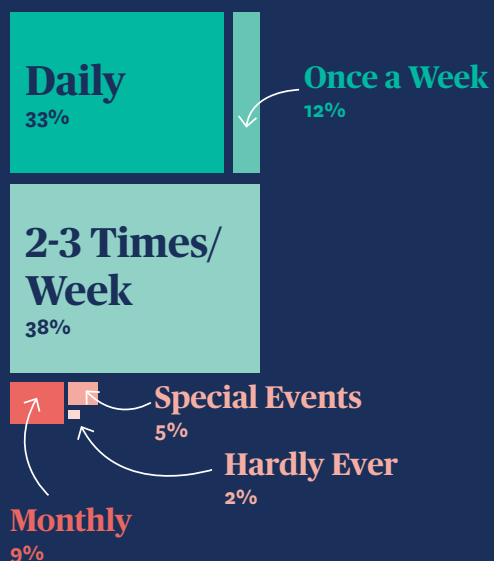 Daily
33%
Once a Week
12%
2-3 Times/
Week
38%
Special Events
5%
Hardly Ever
2%
Monthly
9%